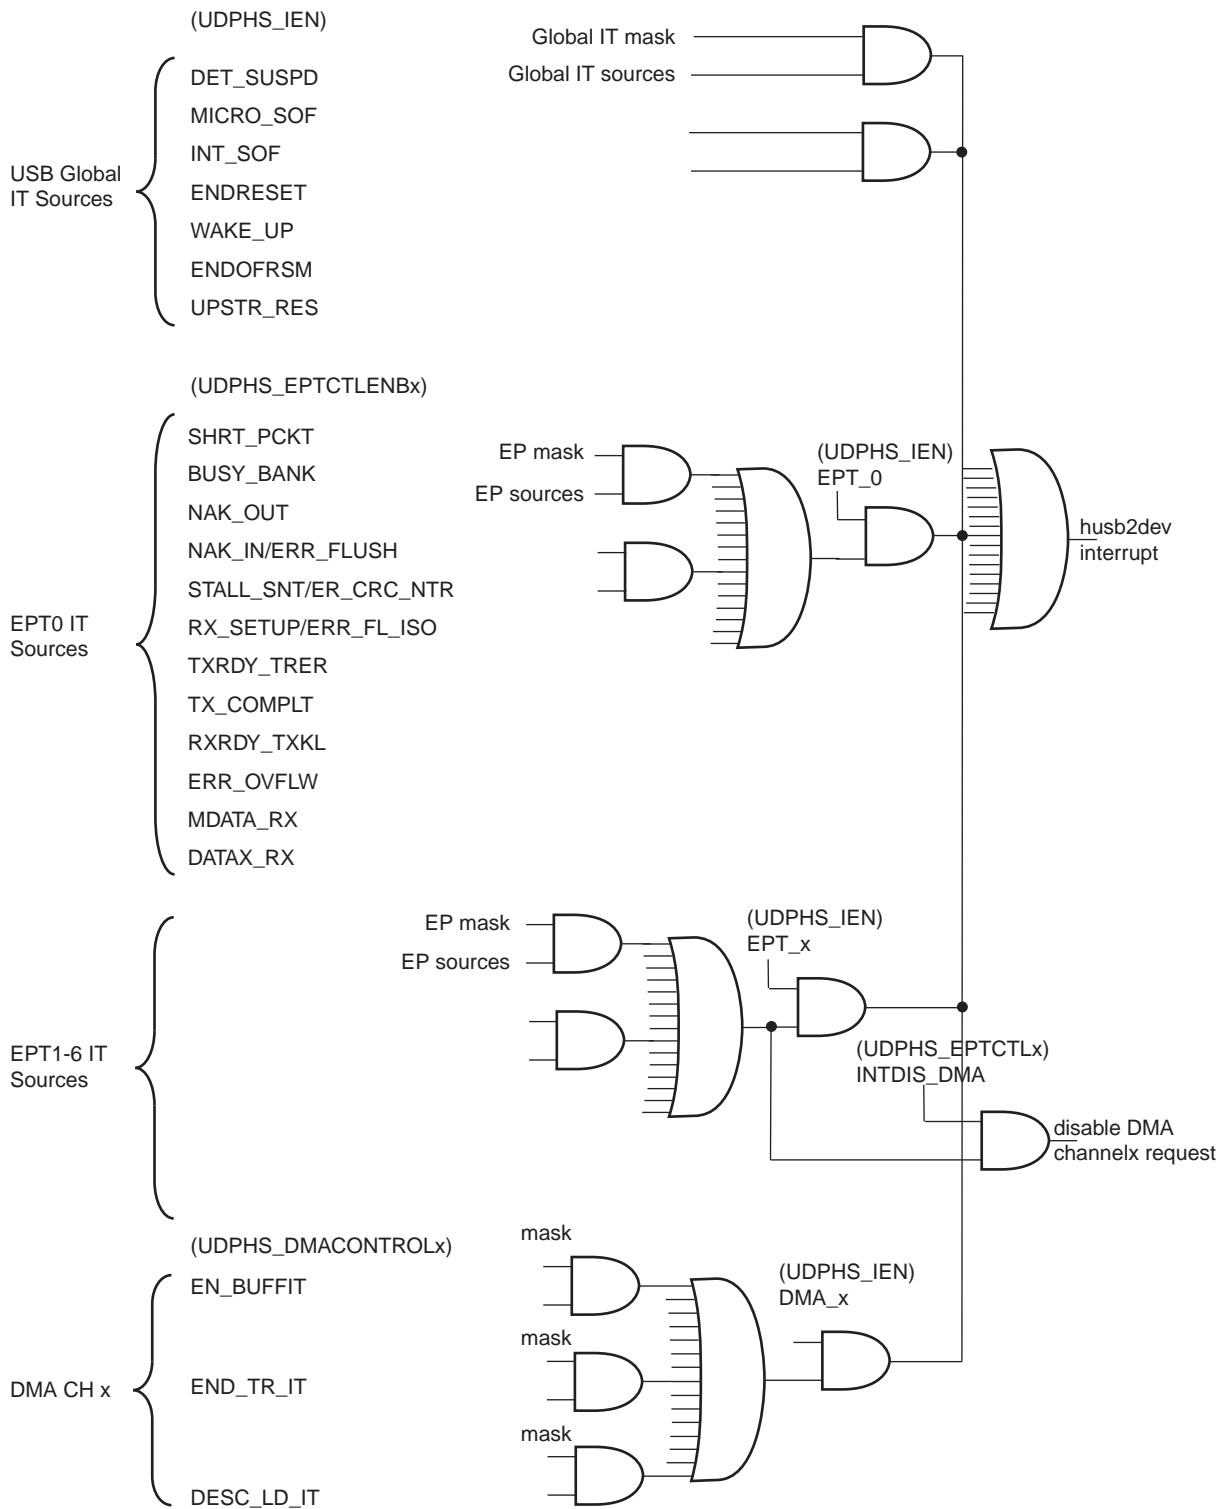 (UDPHS_IEN)
Global IT mask
Global IT sources
USB Global
IT Sources
DET_SUSPD
MICRO_SOF
INT_SOF
ENDRESET
WAKE_UP
ENDOFRSM
UPSTR_RES
(UDPHS_EPTCTLENBx)
EPT0 IT
Sources
SHRT_PCKT
BUSY_BANK
NAK_OUT
NAK_IN/ERR_FLUSH
STALL_SNT/ER_CRC_NTR
RX_SETUP/ERR_FL_ISO
TXRDY_TRER
TX_COMPLT
RXRDY_TXKL
ERR_OVFLW
MDATA_RX
DATAX_RX
EP mask
EP sources
(UDPHS_IEN)
EPT_0
husb2dev
interrupt
EPT1-6 IT
Sources
EP mask
EP sources
(UDPHS_IEN)
EPT_x
(UDPHS_EPTCTLx)
INTDIS_DMA
disable DMA
channelx request
(UDPHS_DMACONTROLx)
DMA CH x
EN_BUFFIT
END_TR_IT
DESC_LD_IT
mask
mask
mask
(UDPHS_IEN)
DMA_x